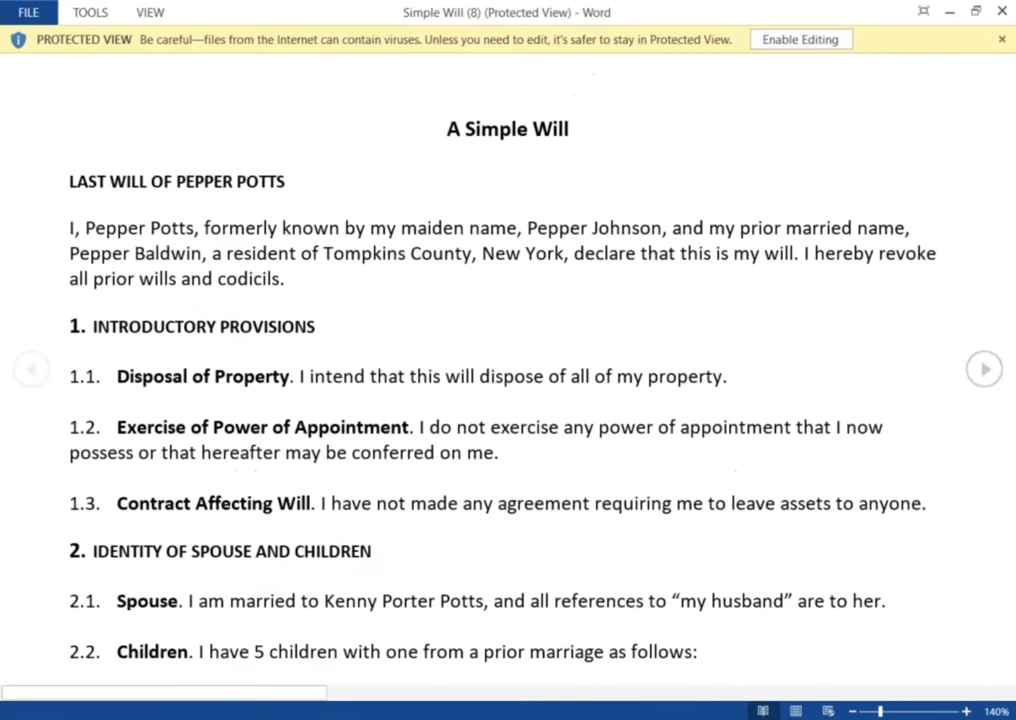 FILE TOOLS VIEW Simple Will (8) (Protected View) - Word
PROTECTED VIEW Be careful—files from the Internet can contain viruses. Unless you need to edit, it's safer to stay in Protected View. Enable Editing
A Simple Will
LAST WILL OF PEPPER POTTS
I, Pepper Potts, formerly known by my maiden name, Pepper Johnson, and my prior married name,
Pepper Baldwin, a resident of Tompkins County, New York, declare that this is my will. I hereby revoke
all prior wills and codicils.
1. INTRODUCTORY PROVISIONS
1.1. Disposal of Property. I intend that this will dispose of all of my property.
1.2. Exercise of Power of Appointment. I do not exercise any power of appointment that I now
possess or that hereafter may be conferred on me.
1.3. Contract Affecting Will. I have not made any agreement requiring me to leave assets to anyone.
2. IDENTITY OF SPOUSE AND CHILDREN
2.1. Spouse. I am married to Kenny Porter Potts, and all references to “my husband” are to her.
2.2. Children. I have 5 children with one from a prior marriage as follows:
140%